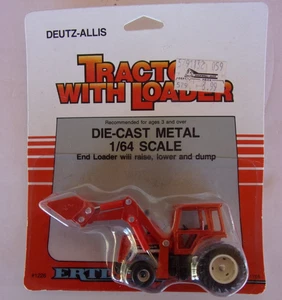 DEUTZ-ALLIS
TRACTOR
WITH LOADER
Recommended for ages 3 and over
DIE-CAST METAL
1/64 SCALE
End Loader will raise, lower and dump
ERTL